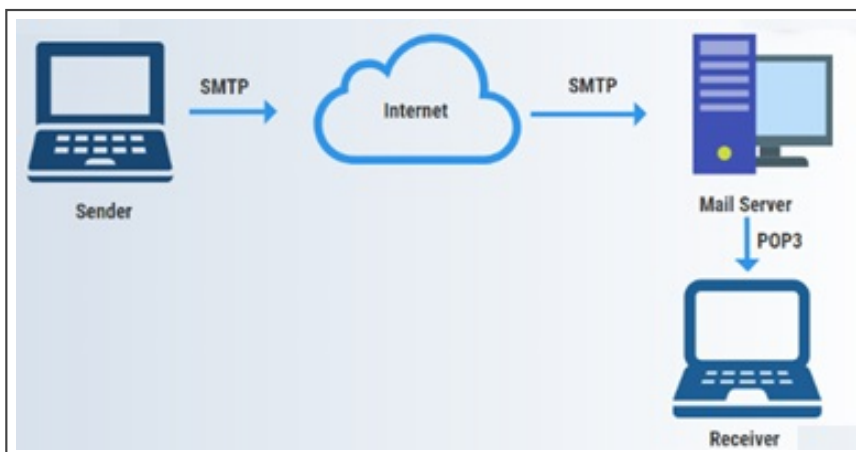 SMTP
SMTP
Internet
Sender
Mail Server
POP3
Receiver